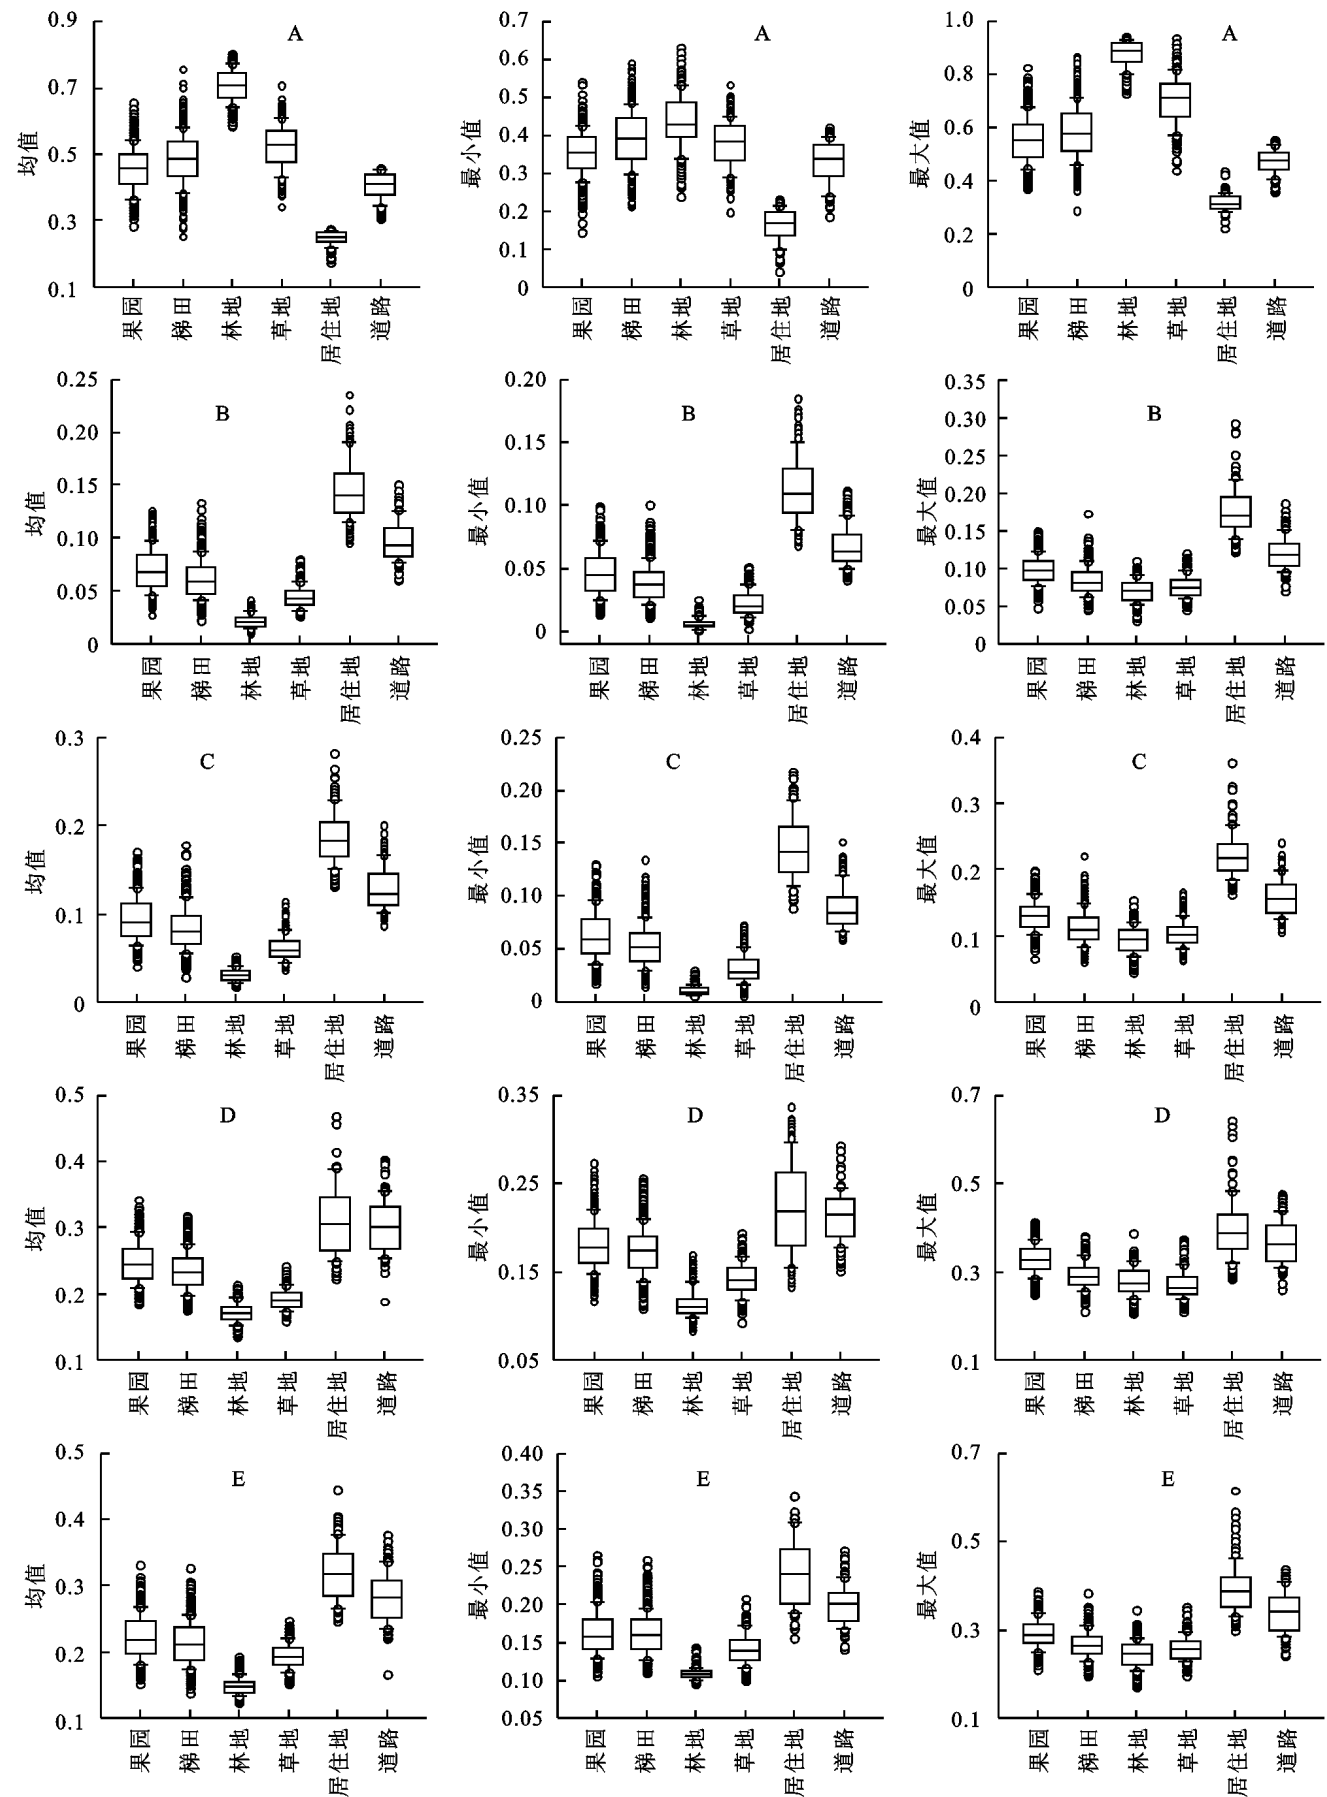 0.9 0.7 0.5 0.3 0.1
均值
A
果园 梯田 林地 草地 居住地 道路
0.7 0.6 0.5 0.4 0.3 0.2 0.1 0
最小值
A
果园 梯田 林地 草地 居住地 道路
1.0 0.8 0.6 0.4 0.2 0
最大值
A
果园 梯田 林地 草地 居住地 道路
0.25 0.20 0.15 0.10 0.05 0
均值
B
果园 梯田 林地 草地 居住地 道路
0.20 0.15 0.10 0.05 0
最小值
B
果园 梯田 林地 草地 居住地 道路
0.35 0.30 0.25 0.20 0.15 0.10 0.05 0
最大值
B
果园 梯田 林地 草地 居住地 道路
0.3 0.2 0.1 0
均值
C
果园 梯田 林地 草地 居住地 道路
0.25 0.20 0.15 0.10 0.05 0
最小值
C
果园 梯田 林地 草地 居住地 道路
0.4 0.3 0.2 0.1 0
最大值
C
果园 梯田 林地 草地 居住地 道路
0.5 0.4 0.3 0.2 0.1
均值
D
果园 梯田 林地 草地 居住地 道路
0.35 0.25 0.15 0.05
最小值
D
果园 梯田 林地 草地 居住地 道路
0.7 0.5 0.3 0.1
最大值
D
果园 梯田 林地 草地 居住地 道路
0.5 0.4 0.3 0.2 0.1
均值
E
果园 梯田 林地 草地 居住地 道路
0.40 0.35 0.30 0.25 0.20 0.15 0.10 0.05
最小值
E
果园 梯田 林地 草地 居住地 道路
0.7 0.5 0.3 0.1
最大值
E
果园 梯田 林地 草地 居住地 道路